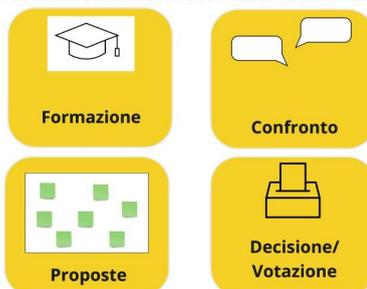 Formazione
Confronto
Proposte
Decisione/
Votazione